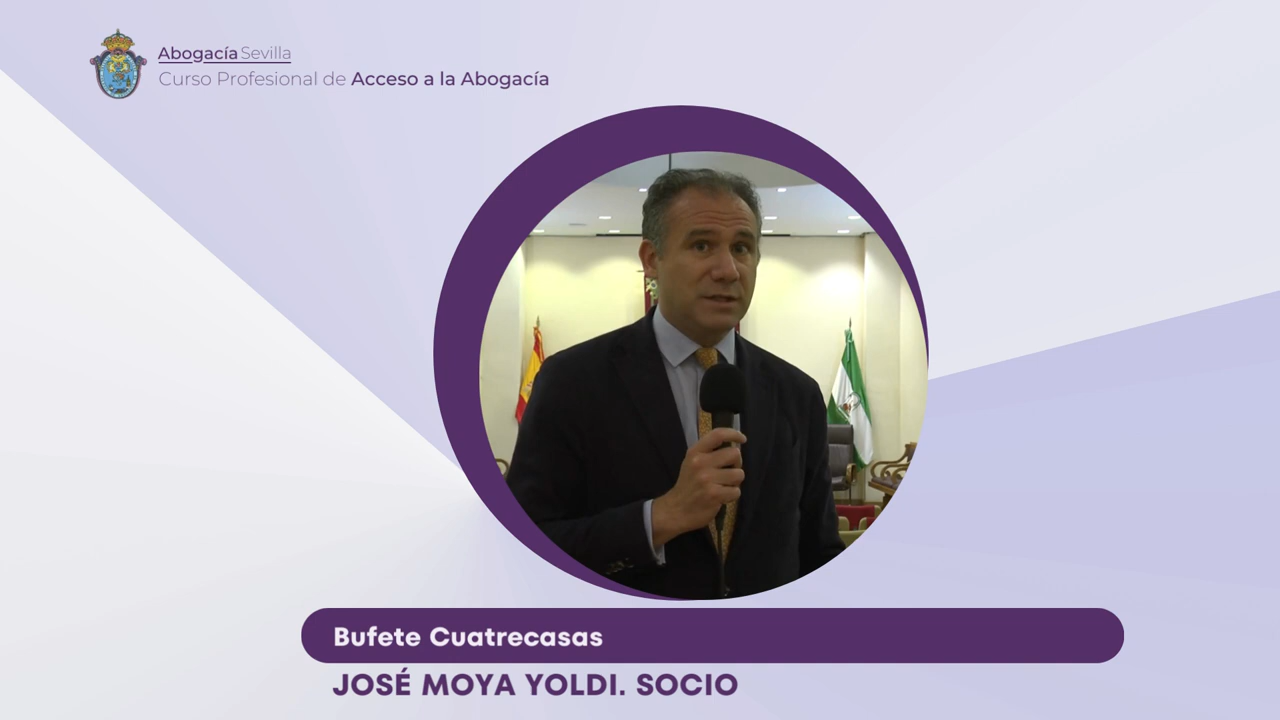 Abogacía Sevilla
Curso Profesional de Acceso a la Abogacía
Bufete Cuatrecasas
JOSÉ MOYA YOLDI. SOCIO